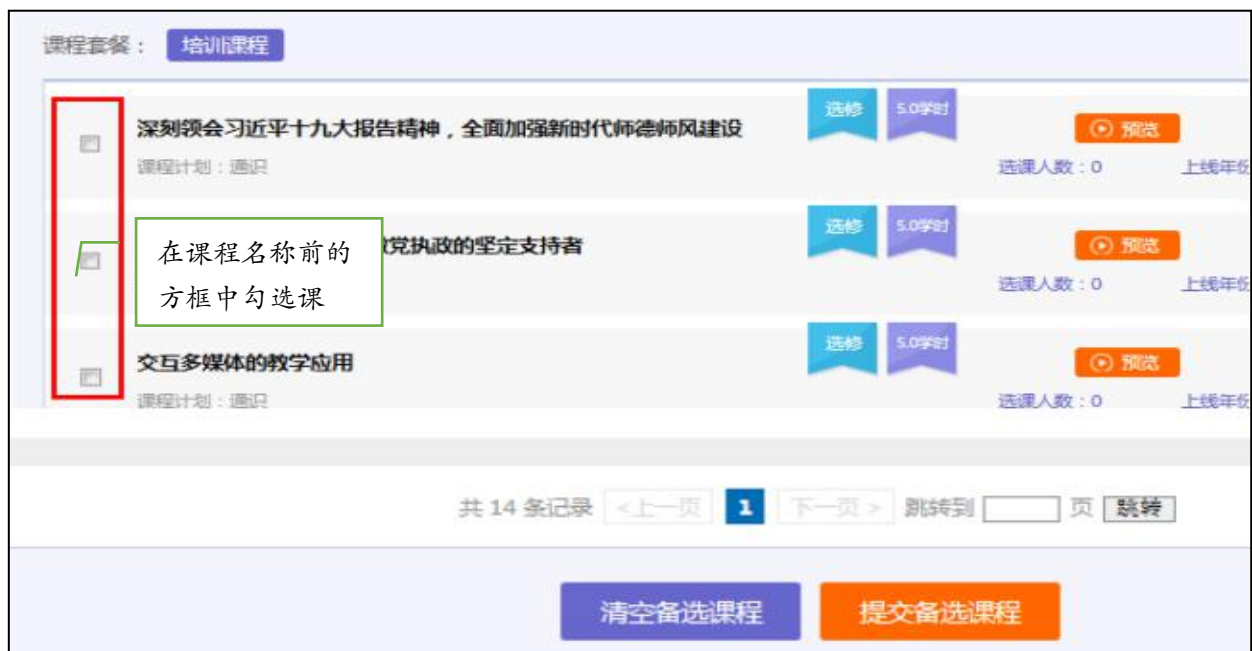 课程套餐： 培训课程
选修 5.0学时
深刻领会习近平十九大报告精神，全面加强新时代师德师风建设
预览
课程计划：通识 选课人数：0 上线年份
选修 5.0学时
党执政的坚定支持者
预览
在课程名称前的
方框中勾选课
选课人数：0 上线年份
选修 5.0学时
交互多媒体的教学应用
预览
课程计划：通识 选课人数：0 上线年份
共 14 条记录 <上一页 1 下一页> 跳转到 页 跳转
清空备选课程 提交备选课程